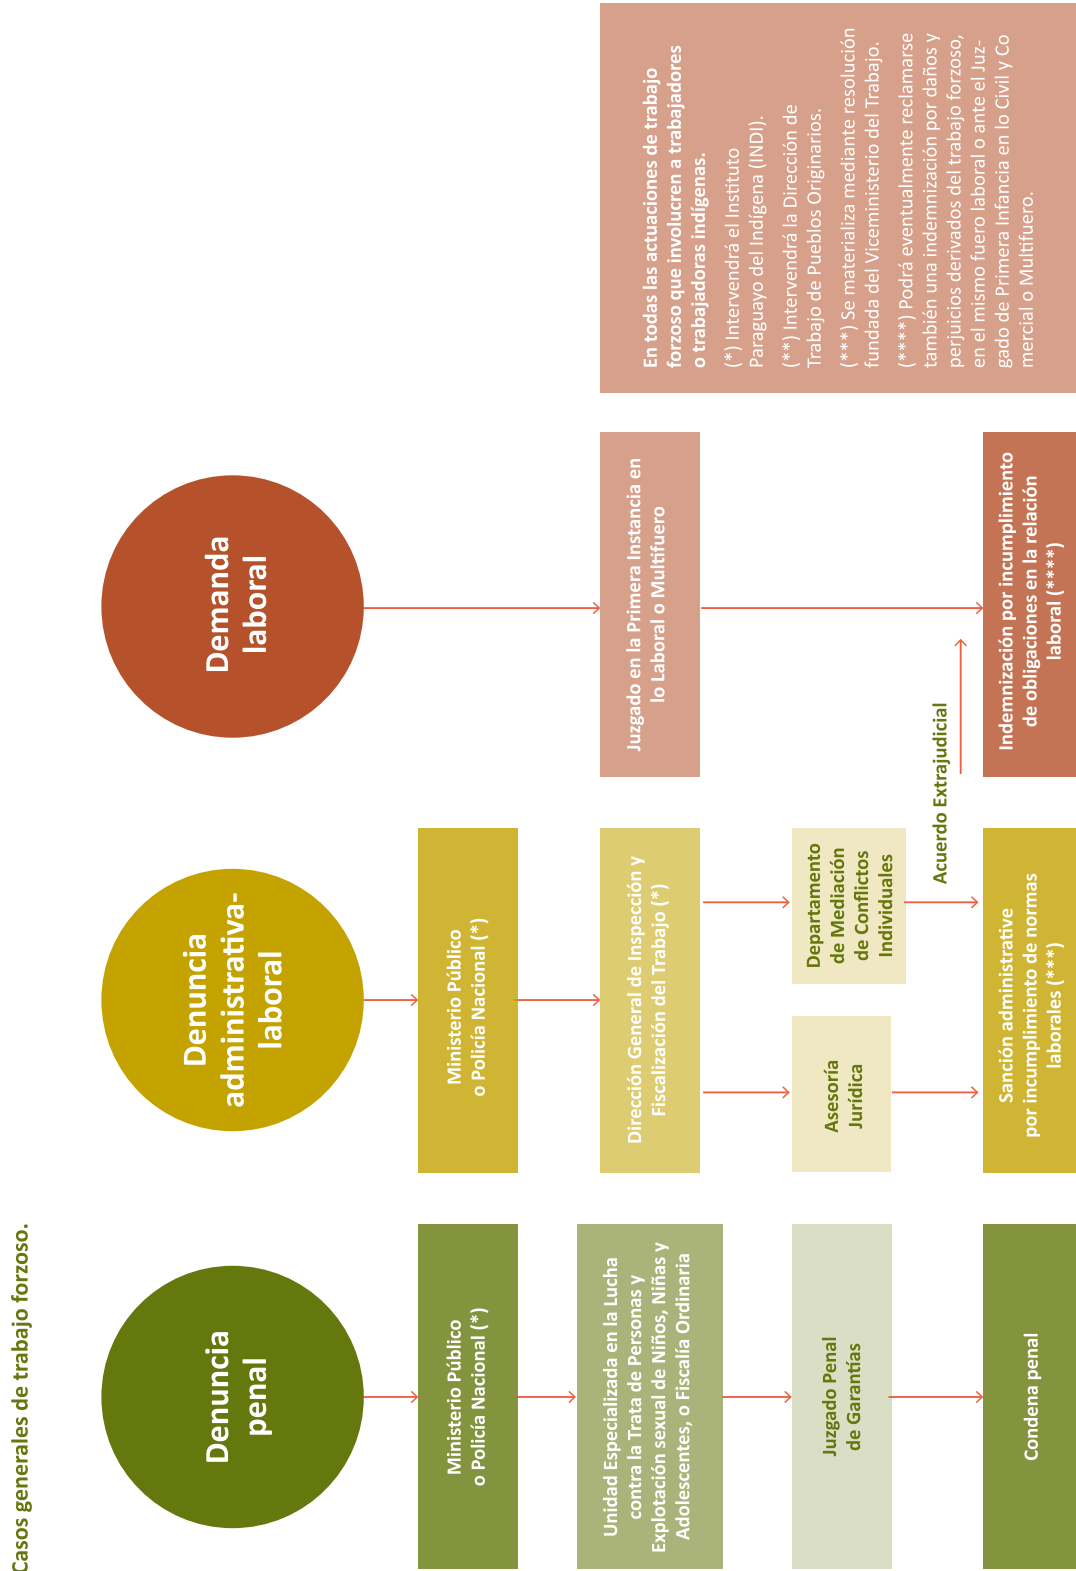 Casos generales de trabajo forzoso.
Denuncia
penal
Ministerio Público
o Policía Nacional (*)
Unidad Especializada en la Lucha
contra la Trata de Personas y
Explotación sexual de Niños, Niñas y
Adolescentes, o Fiscalía Ordinaria
Juzgado Penal
de Garantías
Condena penal
Denuncia
administrativa-
laboral
Ministerio Público
o Policía Nacional (*)
Dirección General de Inspección y
Fiscalización del Trabajo (*)
Asesoría
Jurídica
Departamento
de Mediación
de Conflictos
Individuales
Acuerdo Extrajudicial
Sanción administrative
por incumplimiento de normas
laborales (***)
Demanda
laboral
Juzgado en la Primera Instancia en
lo Laboral o Multifuero
Indemnización por incumplimiento
de obligaciones en la relación
laboral (****)
En todas las actuaciones de trabajo
forzoso que involucren a trabajadores
o trabajadoras indígenas.
(*) Intervendrá el Instituto
Paraguayo del Indígena (INDI).
(**) Intervendrá la Dirección de
Trabajo de Pueblos Originarios.
(***) Se materializa mediante resolución
fundada del Viceministerio del Trabajo.
(****) Podrá eventualmente reclamarse
también una indemnización por daños y
perjuicios derivados del trabajo forzoso,
en el mismo fuero laboral o ante el Juz-
gado de Primera Infancia en lo Civil y Co
mercial o Multifuero.